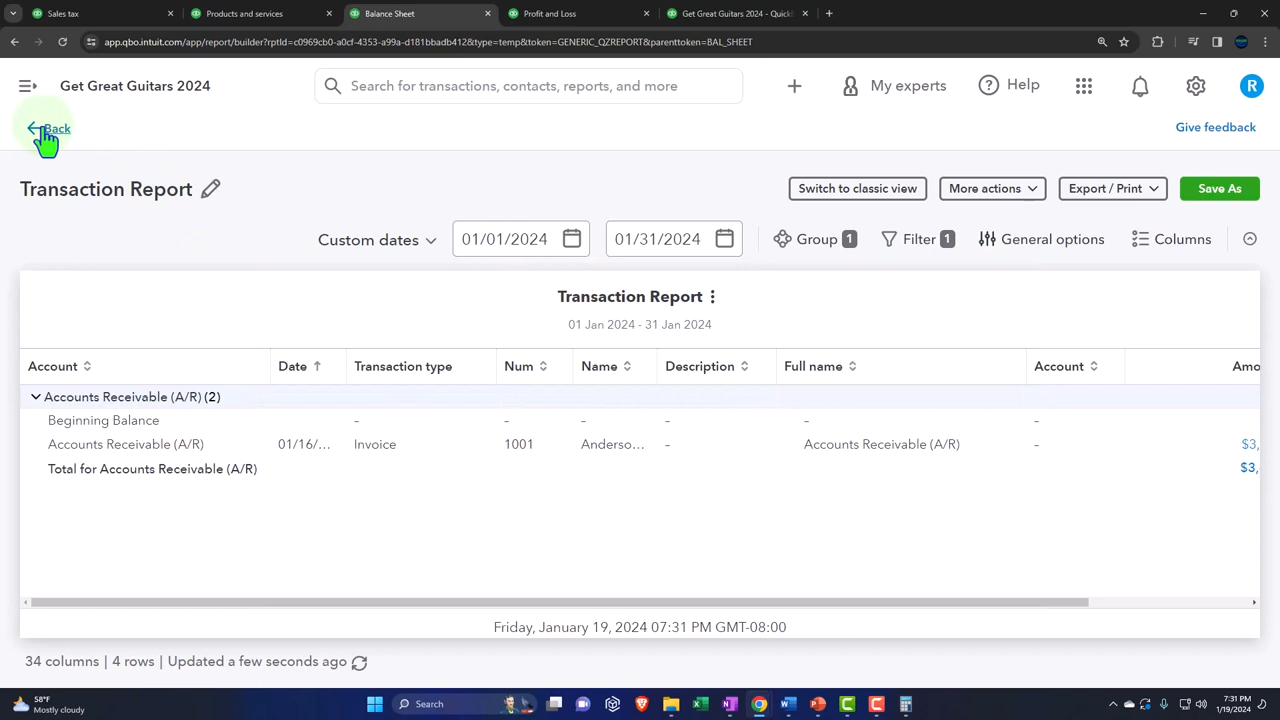 Sales tax
Products and services
Balance Sheet
Profit and Loss
Get Great Guitars 2024 - Quick
app.qbo.intuit.com/app/report/builder?rptId=c0969cb0-a0cf-4353-a99a-d181bbadb412&type=temp&token=GENERIC_QZREPORT&parenttoken=BAL_SHEET
Get Great Guitars 2024
Search for transactions, contacts, reports, and more
My experts
Help
R
Back
Give feedback
Transaction Report
Switch to classic view
More actions
Export / Print
Save As
Custom dates
01/01/2024
01/31/2024
Group 1
Filter 1
General options
Columns
Transaction Report
01 Jan 2024 - 31 Jan 2024
Account Date Transaction type Num Name Description Full name Account Amo
Accounts Receivable (A/R) (2)
Beginning Balance - - - - - -
Accounts Receivable (A/R) 01/16/... Invoice 1001 Anderso... - Accounts Receivable (A/R) - $3,
Total for Accounts Receivable (A/R) $3,
Friday, January 19, 2024 07:31 PM GMT-08:00
34 columns | 4 rows | Updated a few seconds ago
58°F
Mostly cloudy
Search
7:31 PM
1/19/2024